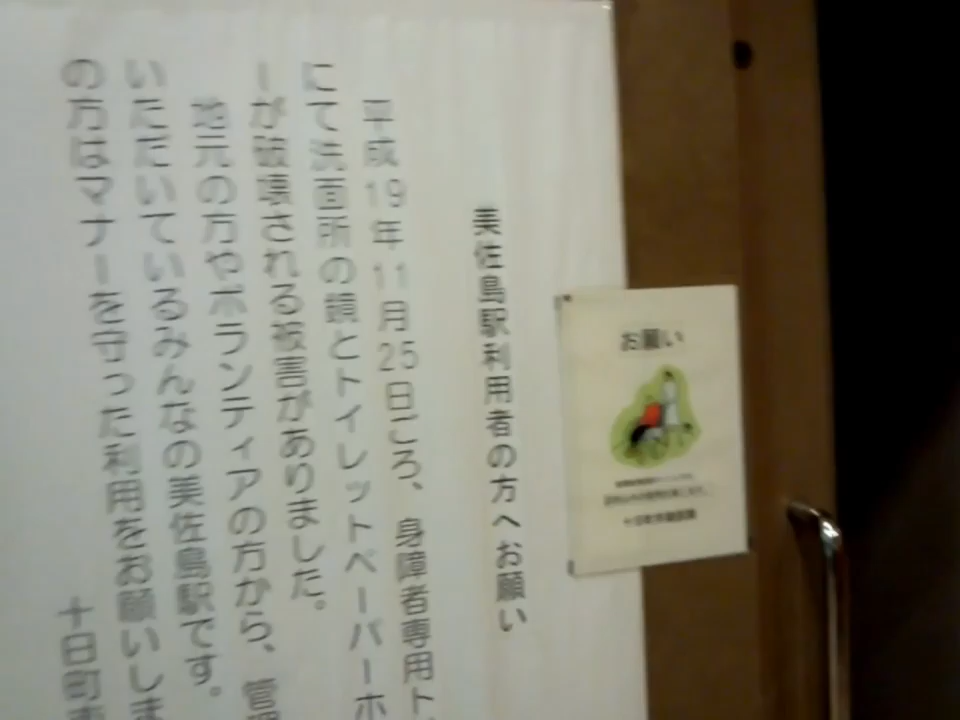 美佐島駅利用者の方へお願い
平成19年11月25日ごろ、身障者専用ト
にて洗面所の鏡とトイレットペーパーホ
ーが破壊される被害がありました。
地元の方やボランティアの方から、管理
いただいているみんなの美佐島駅です。
の方はマナーを守った利用をお願いしま
十日町市
お願い